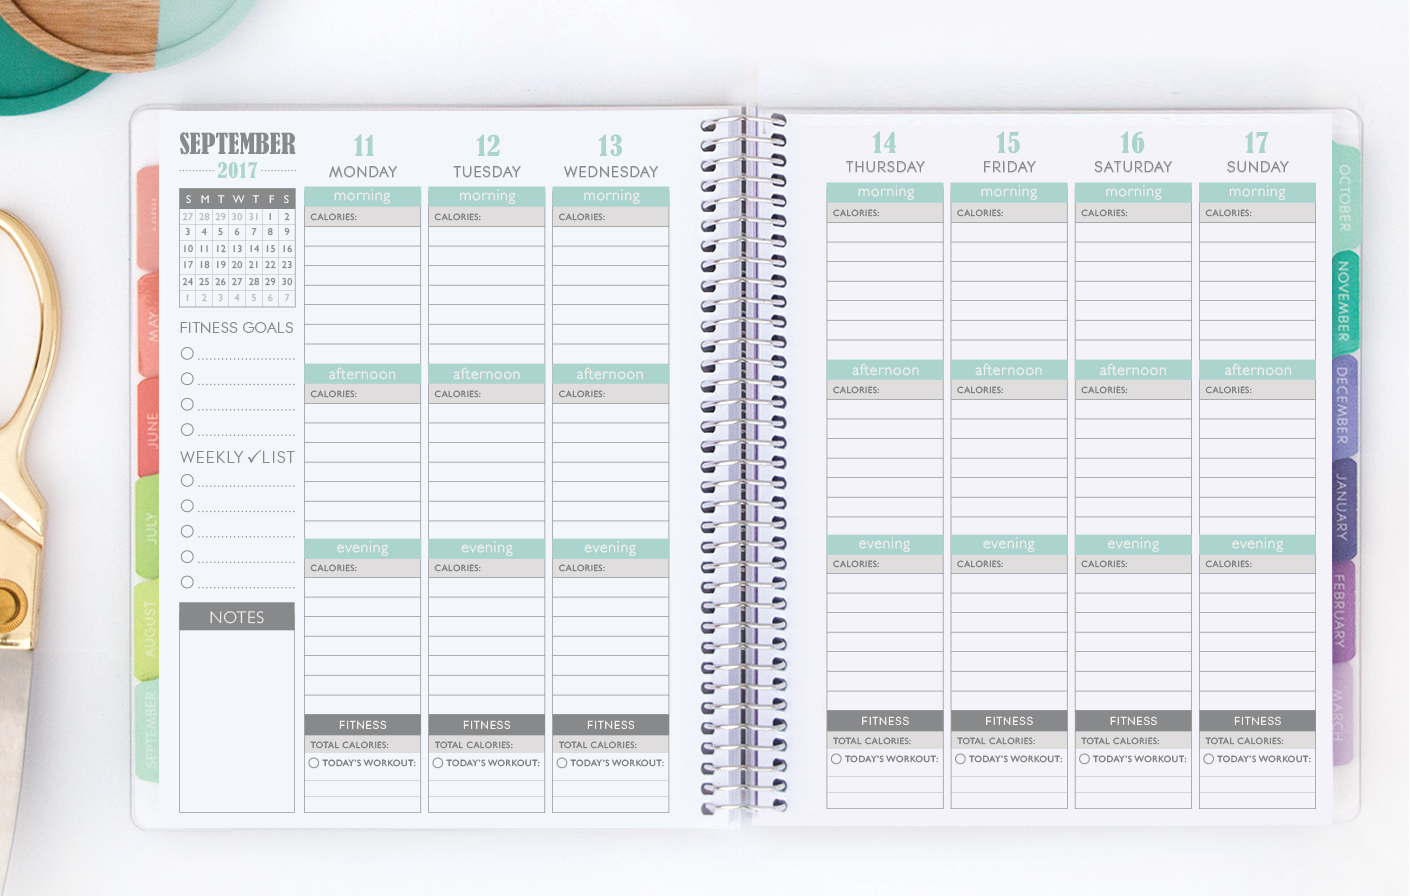 SEPTEMBER
2017
S M T W T F S
27 28 29 30 31 1 2
3 4 5 6 7 8 9
10 11 12 13 14 15 16
17 18 19 20 21 22 23
24 25 26 27 28 29 30
1 2 3 4 5 6 7
FITNESS GOALS
WEEKLY ✓LIST
NOTES
11 12 13
MONDAY TUESDAY WEDNESDAY
morning morning morning
CALORIES: CALORIES: CALORIES:
afternoon afternoon afternoon
CALORIES: CALORIES: CALORIES:
evening evening evening
CALORIES: CALORIES: CALORIES:
FITNESS FITNESS FITNESS
TOTAL CALORIES: TOTAL CALORIES: TOTAL CALORIES:
TODAY'S WORKOUT: TODAY'S WORKOUT: TODAY'S WORKOUT:
14 15 16 17
THURSDAY FRIDAY SATURDAY SUNDAY
morning morning morning morning
CALORIES: CALORIES: CALORIES: CALORIES:
afternoon afternoon afternoon afternoon
CALORIES: CALORIES: CALORIES: CALORIES:
evening evening evening evening
CALORIES: CALORIES: CALORIES: CALORIES:
FITNESS FITNESS FITNESS FITNESS
TOTAL CALORIES: TOTAL CALORIES: TOTAL CALORIES: TOTAL CALORIES:
TODAY'S WORKOUT: TODAY'S WORKOUT: TODAY'S WORKOUT: TODAY'S WORKOUT:
MAY
JUNE
JULY
AUGUST
SEPTEMBER
OCTOBER
NOVEMBER
DECEMBER
JANUARY
FEBRUARY
MARCH